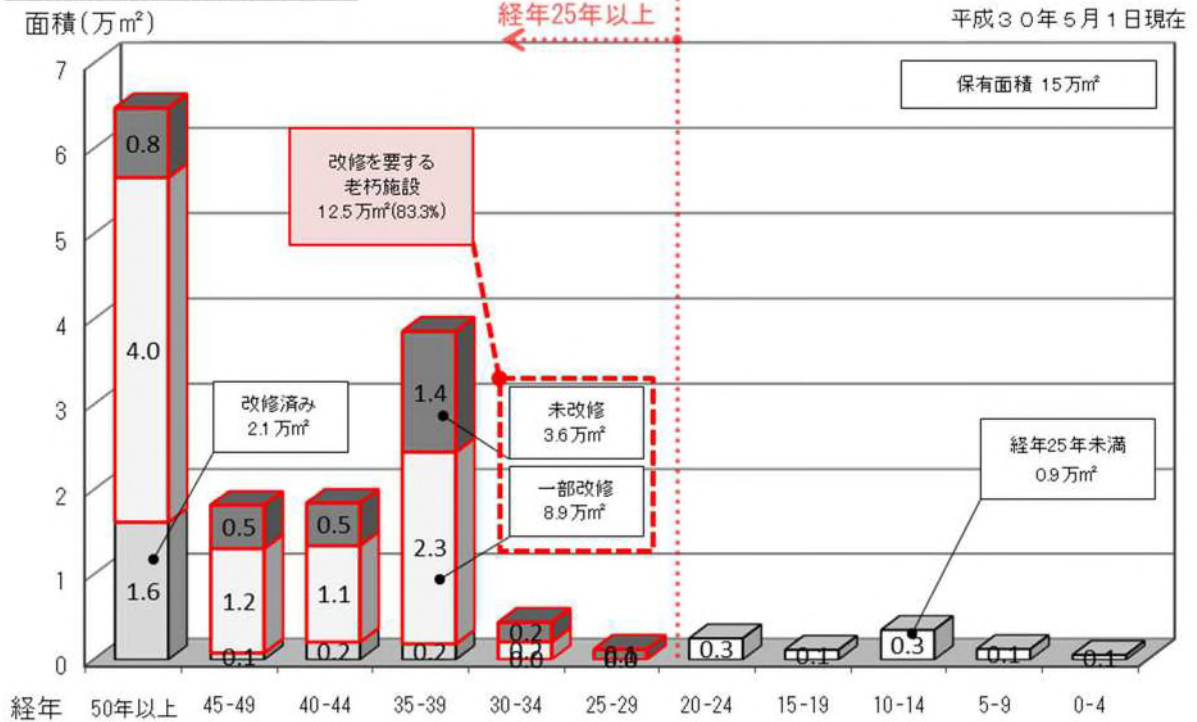 面積(万㎡)
経年25年以上
平成30年5月1日現在
保有面積 15万㎡
7
6
5
4
3
2
1
0
改修を要する
老朽施設
12.5万㎡(83.3%)
改修済み
2.1万㎡
未改修
3.6万㎡
一部改修
8.9万㎡
経年25年未満
0.9万㎡
0.8
4.0
1.6
0.5
1.2
0.1
0.5
1.1
0.2
1.4
2.3
0.2
0.2
0.2
0.0
0.3
0.1
0.3
0.1
0.1
経年 50年以上 45-49 40-44 35-39 30-34 25-29 20-24 15-19 10-14 5-9 0-4